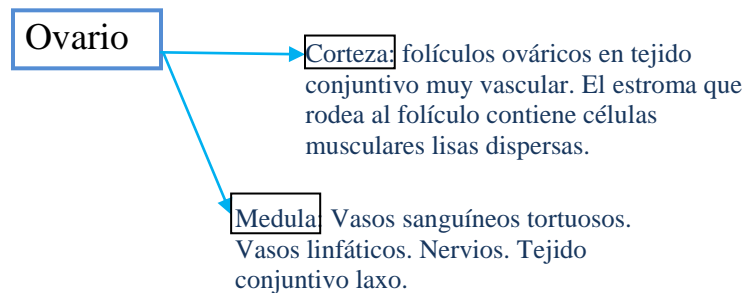 Ovario
Corteza: folículos ováricos en tejido
conjuntivo muy vascular. El estroma que
rodea al folículo contiene células
musculares lisas dispersas.
Medula: Vasos sanguíneos tortuosos.
Vasos linfáticos. Nervios. Tejido
conjuntivo laxo.